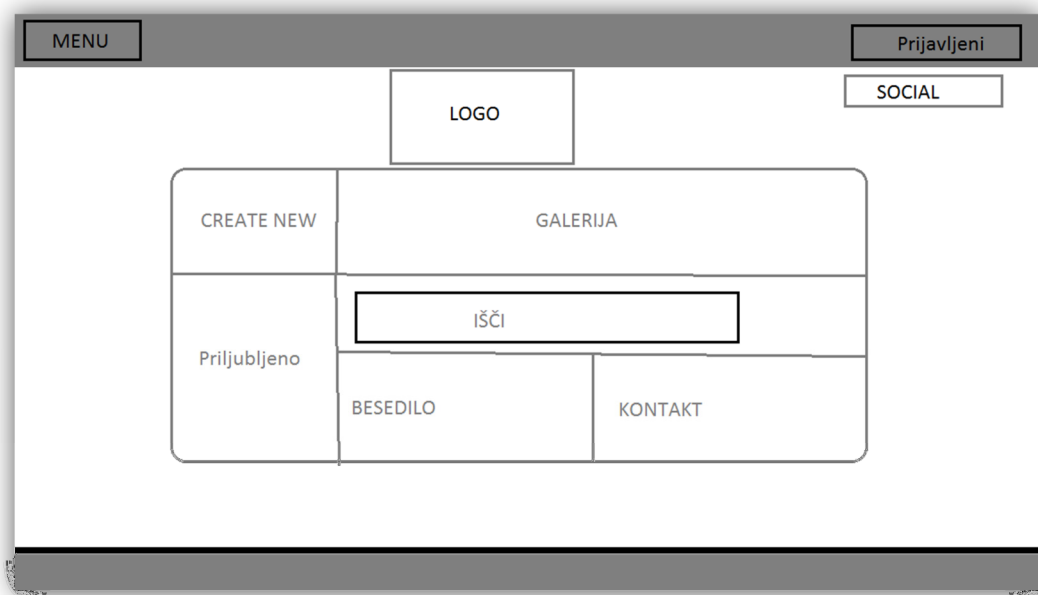 MENU
Prijavljeni
SOCIAL
LOGO
CREATE NEW
GALERIJA
IŠČI
Priljubljeno
BESEDILO
KONTAKT